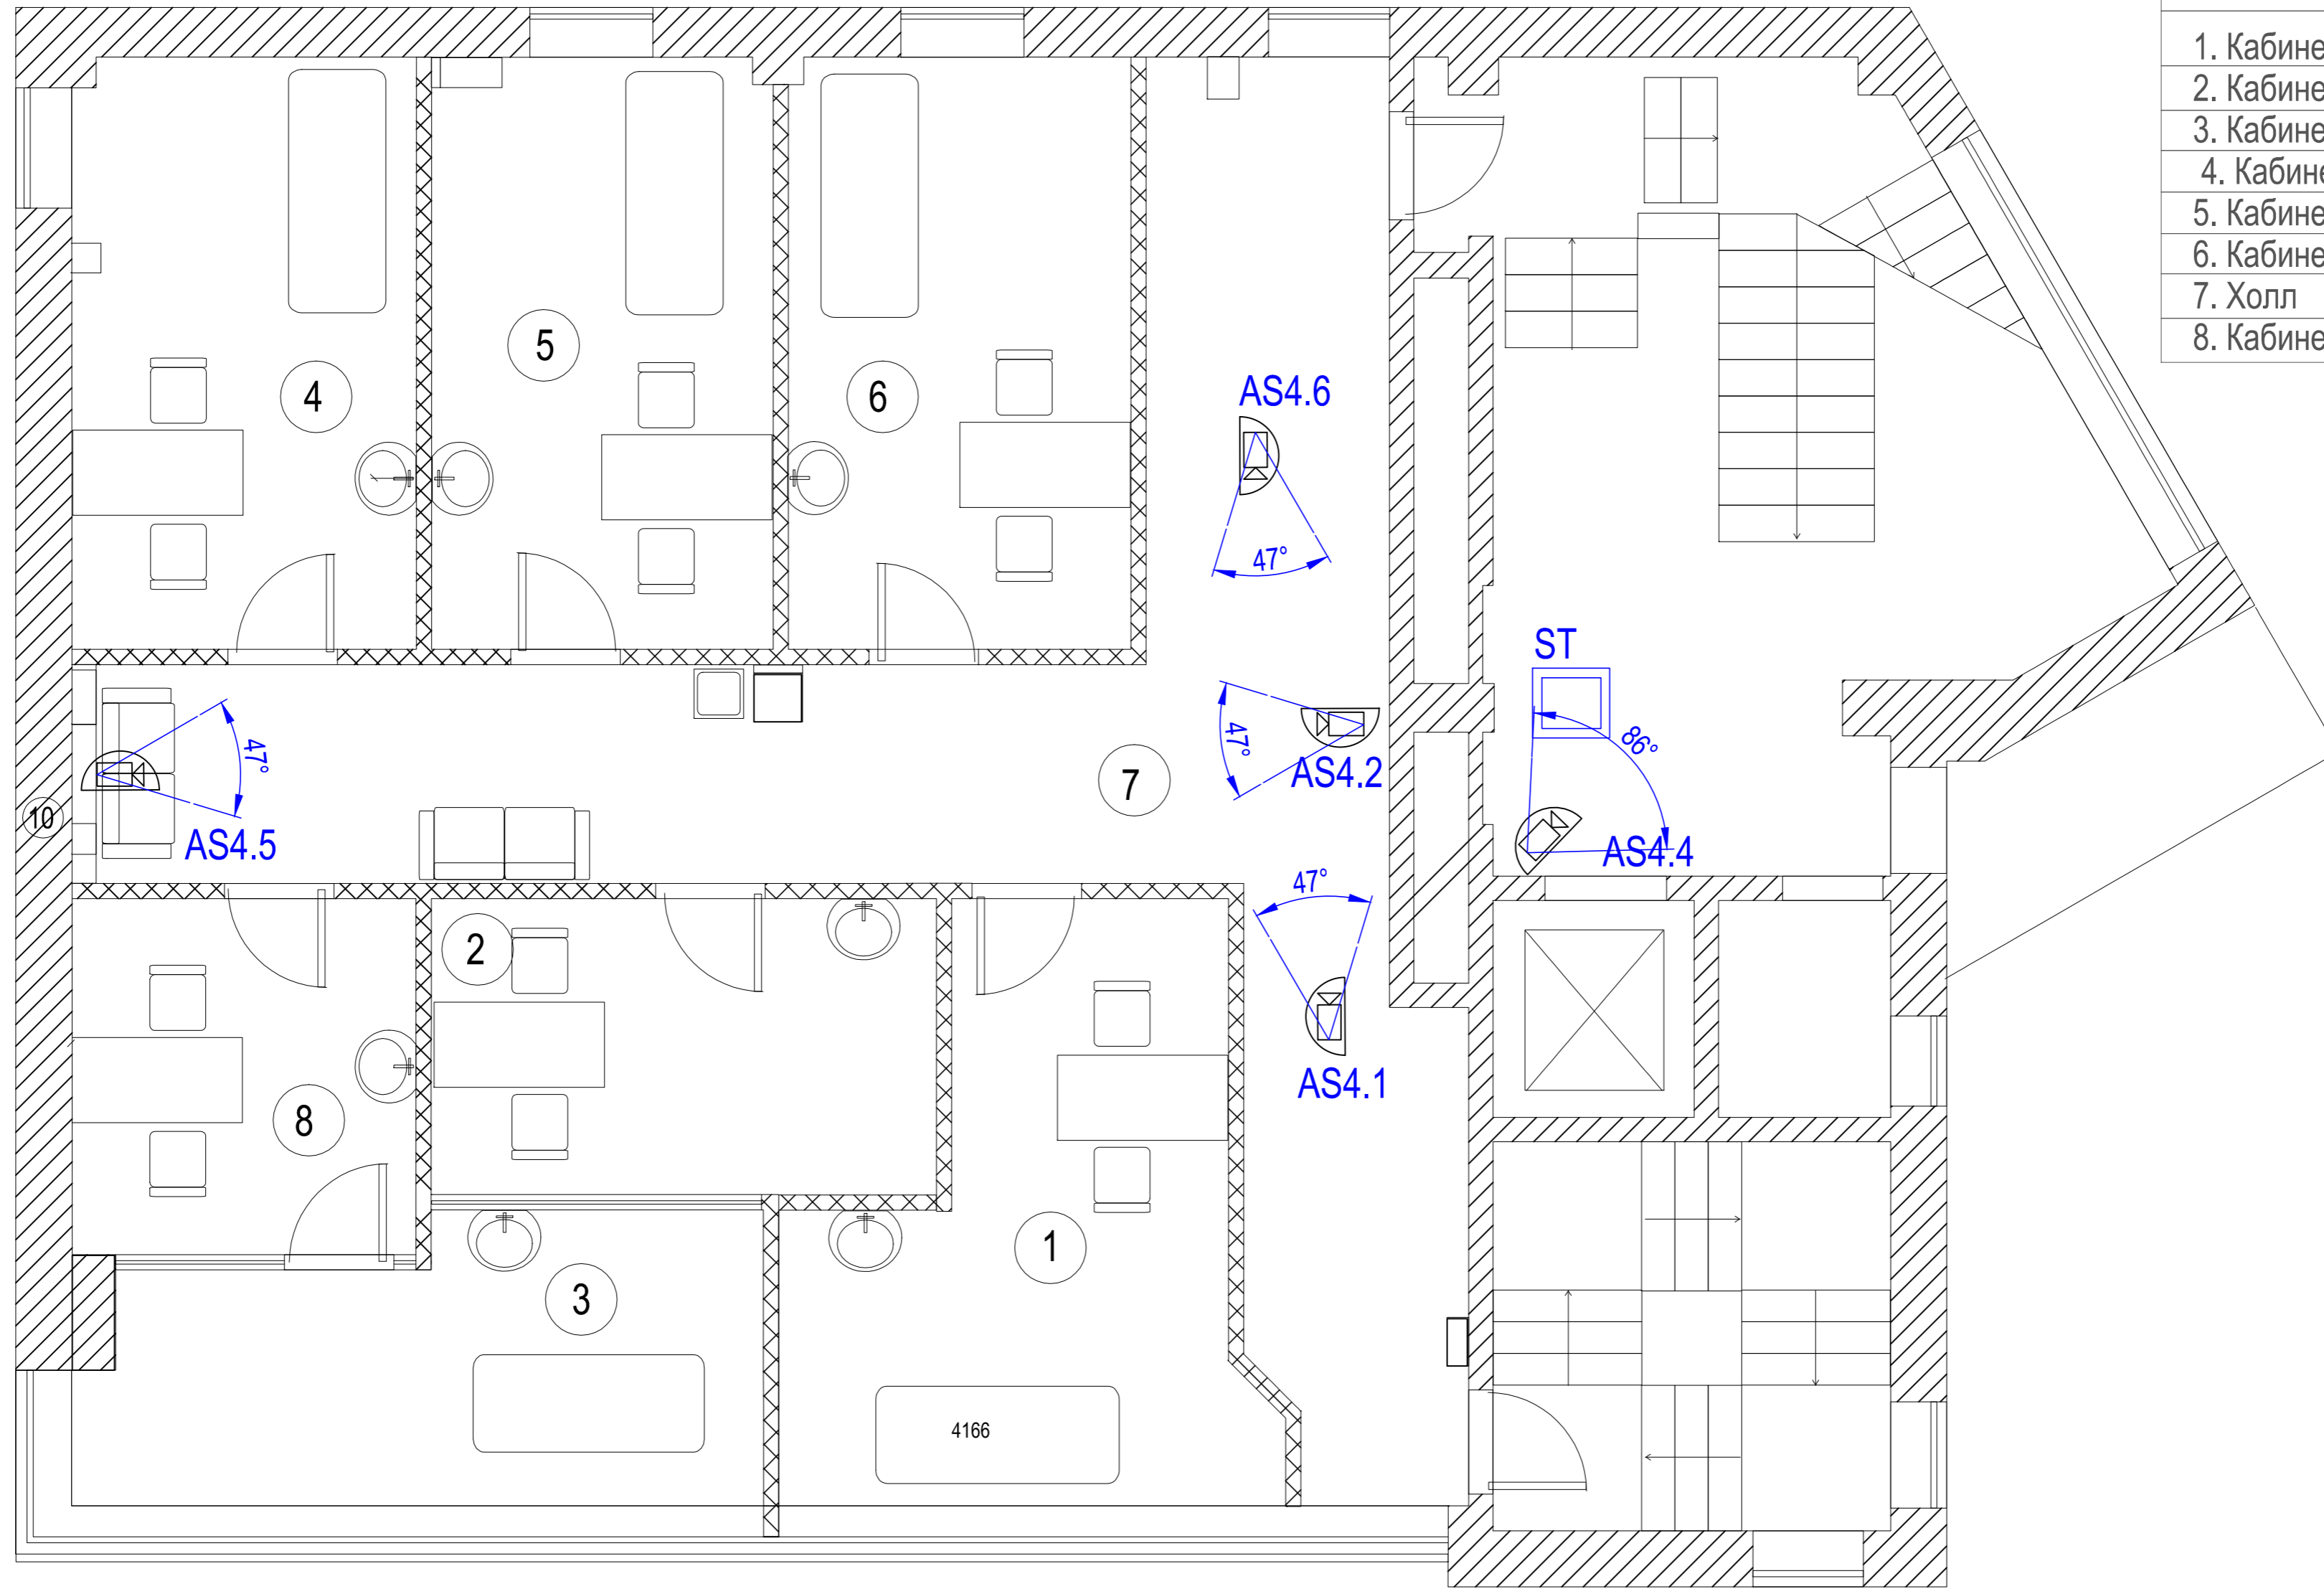 1. Кабине
2. Кабине
3. Кабине
4. Кабине
5. Кабине
6. Кабине
7. Холл
8. Кабине
4
5
6
AS4.6
47°
ST
86°
AS4.4
47°
AS4.2
7
47°
AS4.5
10
47°
AS4.1
2
8
1
3
4166